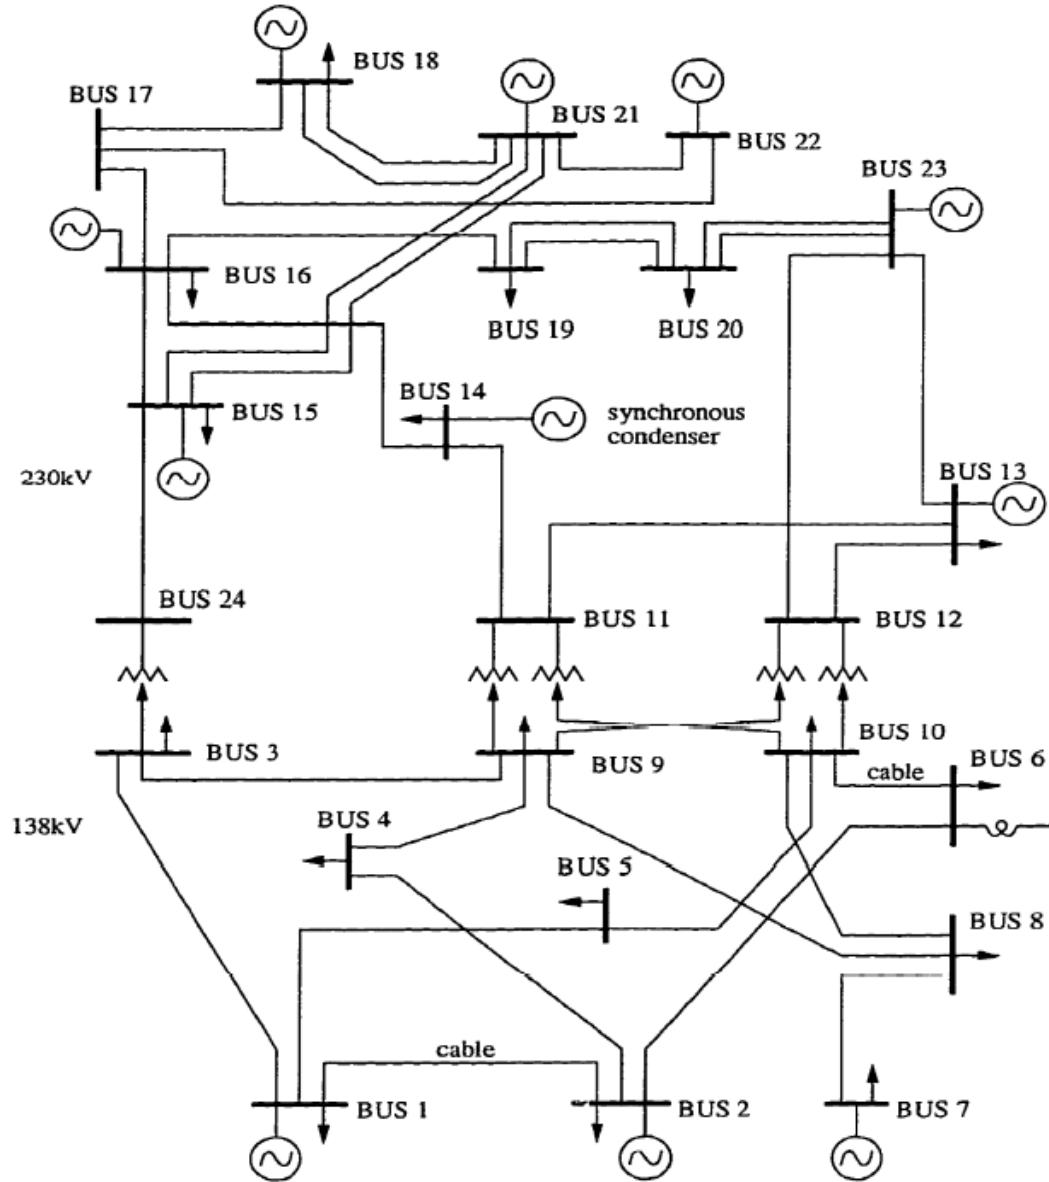 BUS 18
BUS 17
BUS 21
BUS 22
BUS 23
BUS 16
BUS 19
BUS 20
BUS 14
BUS 15
synchronous
condenser
230kV
BUS 13
BUS 24
BUS 11
BUS 12
BUS 3
BUS 9
BUS 10
BUS 6
cable
138kV
BUS 4
BUS 5
BUS 8
cable
BUS 1
BUS 2
BUS 7